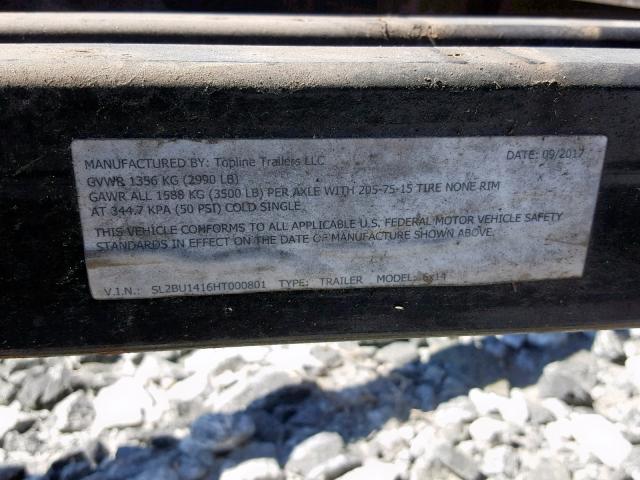 MANUFACTURED BY: Topline Trailers LLC DATE: 09/2017
GVWR 1356 KG (2990 LB)
GAWR ALL 1588 KG (3500 LB) PER AXLE WITH 205-75-15 TIRE NONE RIM
AT 344.7 KPA (50 PSI) COLD SINGLE
THIS VEHICLE CONFORMS TO ALL APPLICABLE U.S. FEDERAL MOTOR VEHICLE SAFETY
STANDARDS IN EFFECT ON THE DATE OF MANUFACTURE SHOWN ABOVE.
V.I.N.: 5L2BU1416HT000801 TYPE: TRAILER MODEL: 6x14